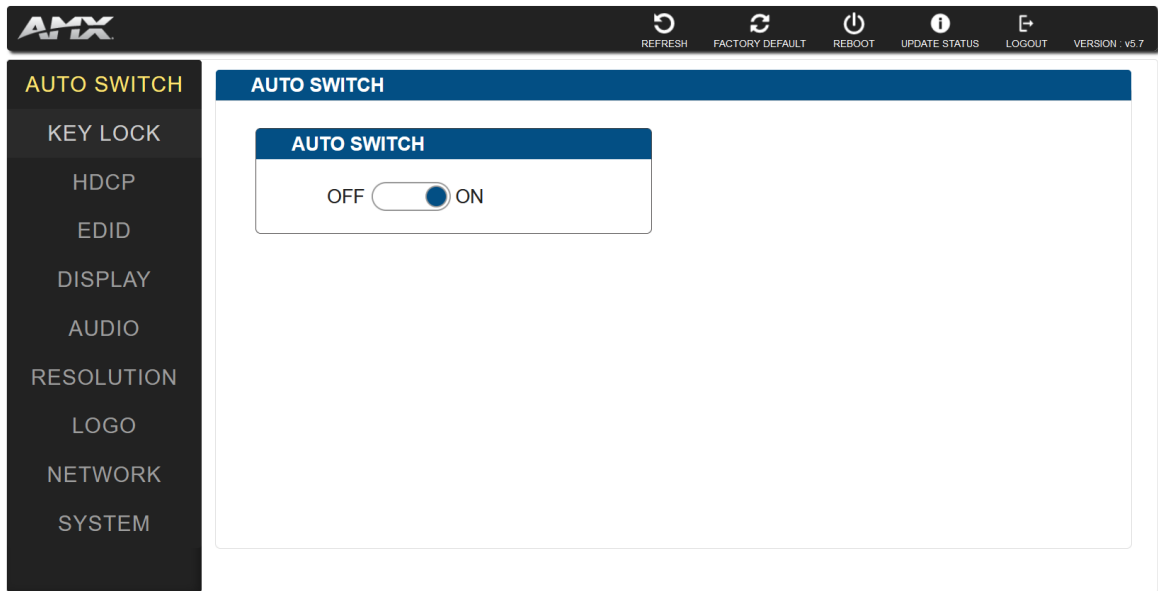 AMX
REFRESH FACTORY DEFAULT REBOOT UPDATE STATUS LOGOUT VERSION : v5.7
AUTO SWITCH
KEY LOCK
HDCP
EDID
DISPLAY
AUDIO
RESOLUTION
LOGO
NETWORK
SYSTEM
AUTO SWITCH
AUTO SWITCH
OFF ON